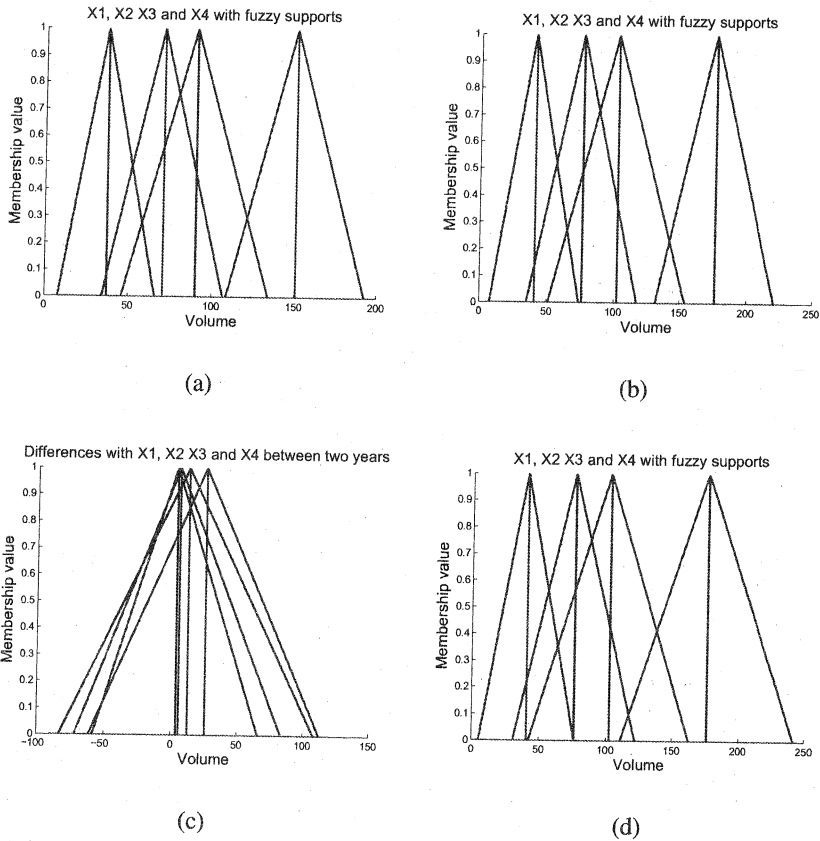 X1, X2 X3 and X4 with fuzzy supports
1
0.9
0.8
0.7
0.6
0.5
0.4
0.3
0.2
0.1
0
Membership value
0 50 100 150 200
Volume
(a)
X1, X2 X3 and X4 with fuzzy supports
1
0.9
0.8
0.7
0.6
0.5
0.4
0.3
0.2
0.1
0
Membership value
0 50 100 150 200 250
Volume
(b)
Differences with X1, X2 X3 and X4 between two years
1
0.9
0.8
0.7
0.6
0.5
0.4
0.3
0.2
0.1
0
Membership value
−100 −50 0 50 100 150
Volume
(c)
X1, X2 X3 and X4 with fuzzy supports
1
0.9
0.8
0.7
0.6
0.5
0.4
0.3
0.2
0.1
0
Membership value
0 50 100 150 200 250
Volume
(d)